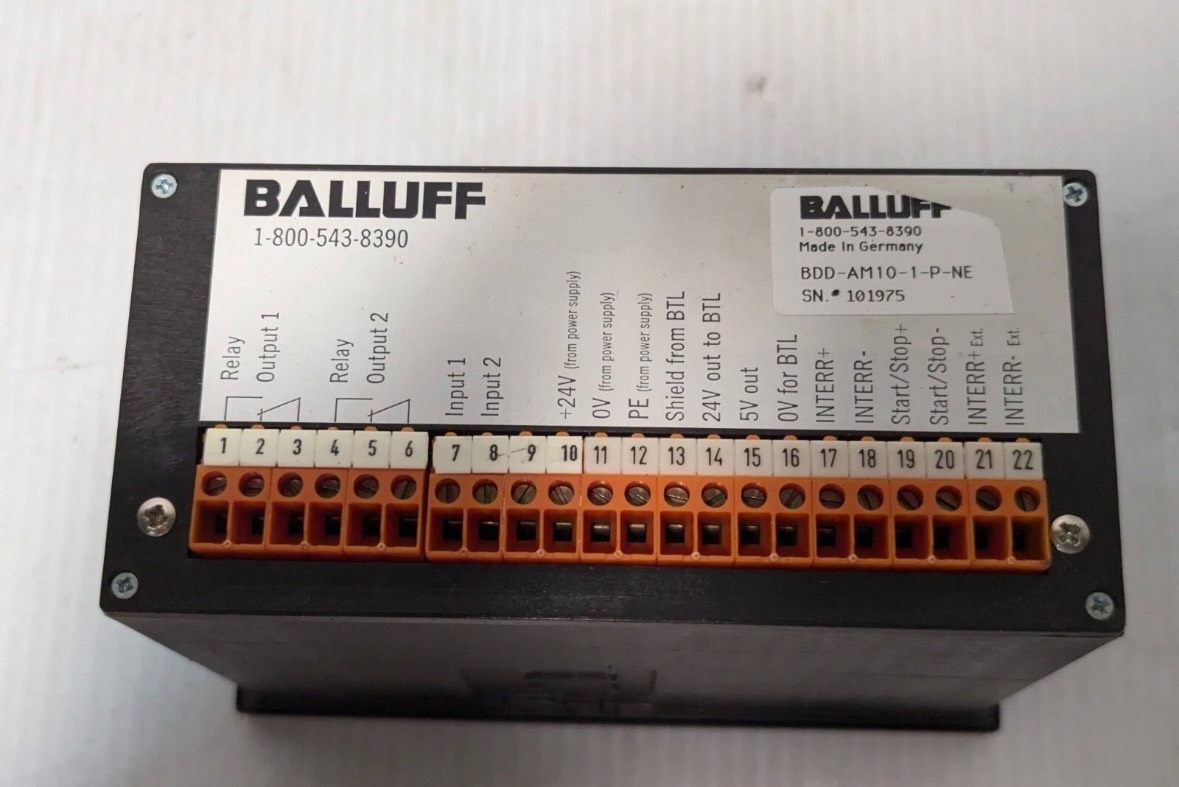 BALLUFF
1-800-543-8390
BALLUFF
1-800-543-8390
Made In Germany
BDD-AM10-1-P-NE
SN.# 101975
Relay
Output 1
Relay
Output 2
Input 1
Input 2
+24V (from power supply)
0V (from power supply)
PE (from power supply)
Shield from BTL
24V out to BTL
5V out
0V for BTL
INTERR+
INTERR-
Start/Stop+
Start/Stop-
INTERR+ Ext.
INTERR- Ext.
1 2 3 4 5 6 7 8 9 10 11 12 13 14 15 16 17 18 19 20 21 22